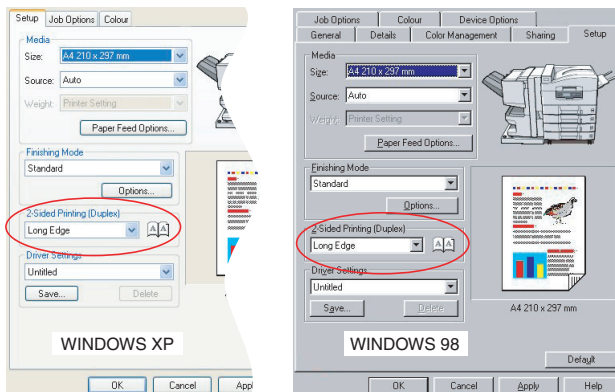 Setup Job Options Colour
Media
Size: A4 210 x 297 mm
Source: Auto
Weight: Printer Setting
Paper Feed Options...
Finishing Mode
Standard
Options...
2-Sided Printing (Duplex)
Long Edge
A A
Driver Settings
Untitled
Save... Delete
WINDOWS XP
OK Cancel Appl
Job Options Colour Device Options
General Details Color Management Sharing Setup
Media
Size: A4 210 x 297 mm
Source: Auto
Weight: Printer Setting
Paper Feed Options...
Finishing Mode
Standard
Options...
2-Sided Printing (Duplex)
Long Edge
A A
Driver Settings
Untitled
Save... Delete
A4 210 x 297 mm
WINDOWS 98
Default
OK Cancel Apply Help